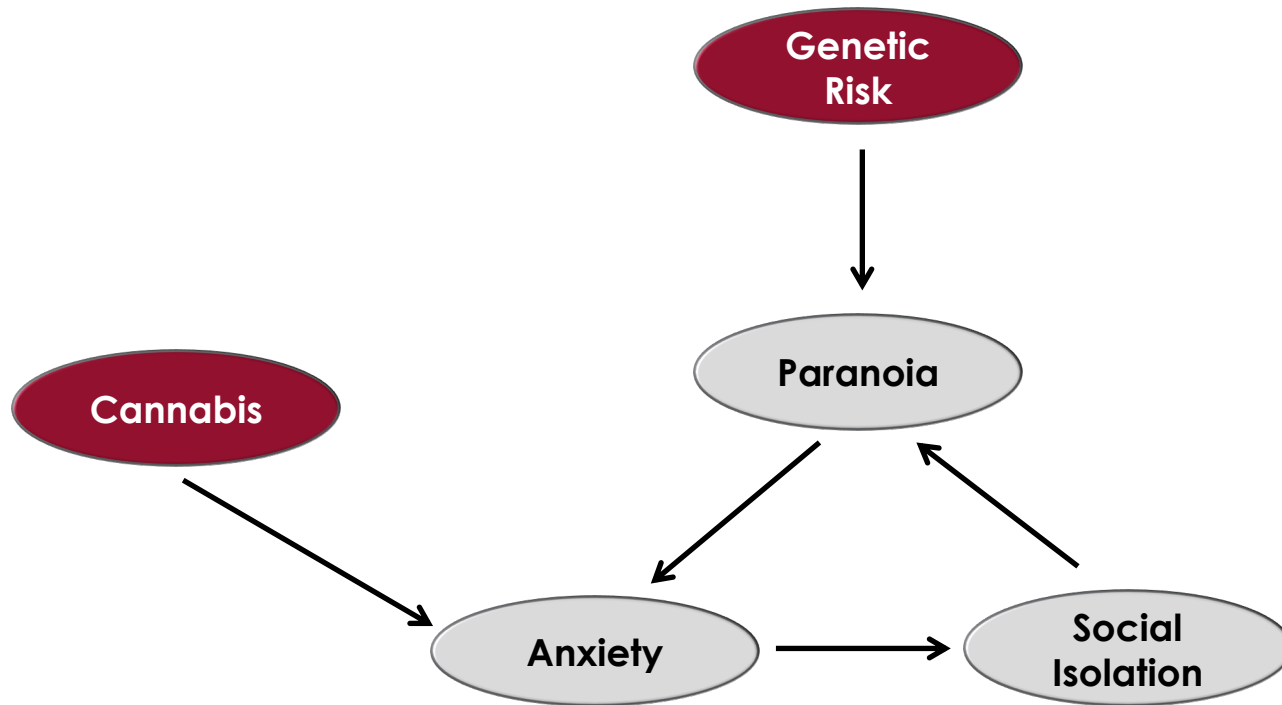 Genetic
Risk
Paranoia
Cannabis
Anxiety
Social
Isolation